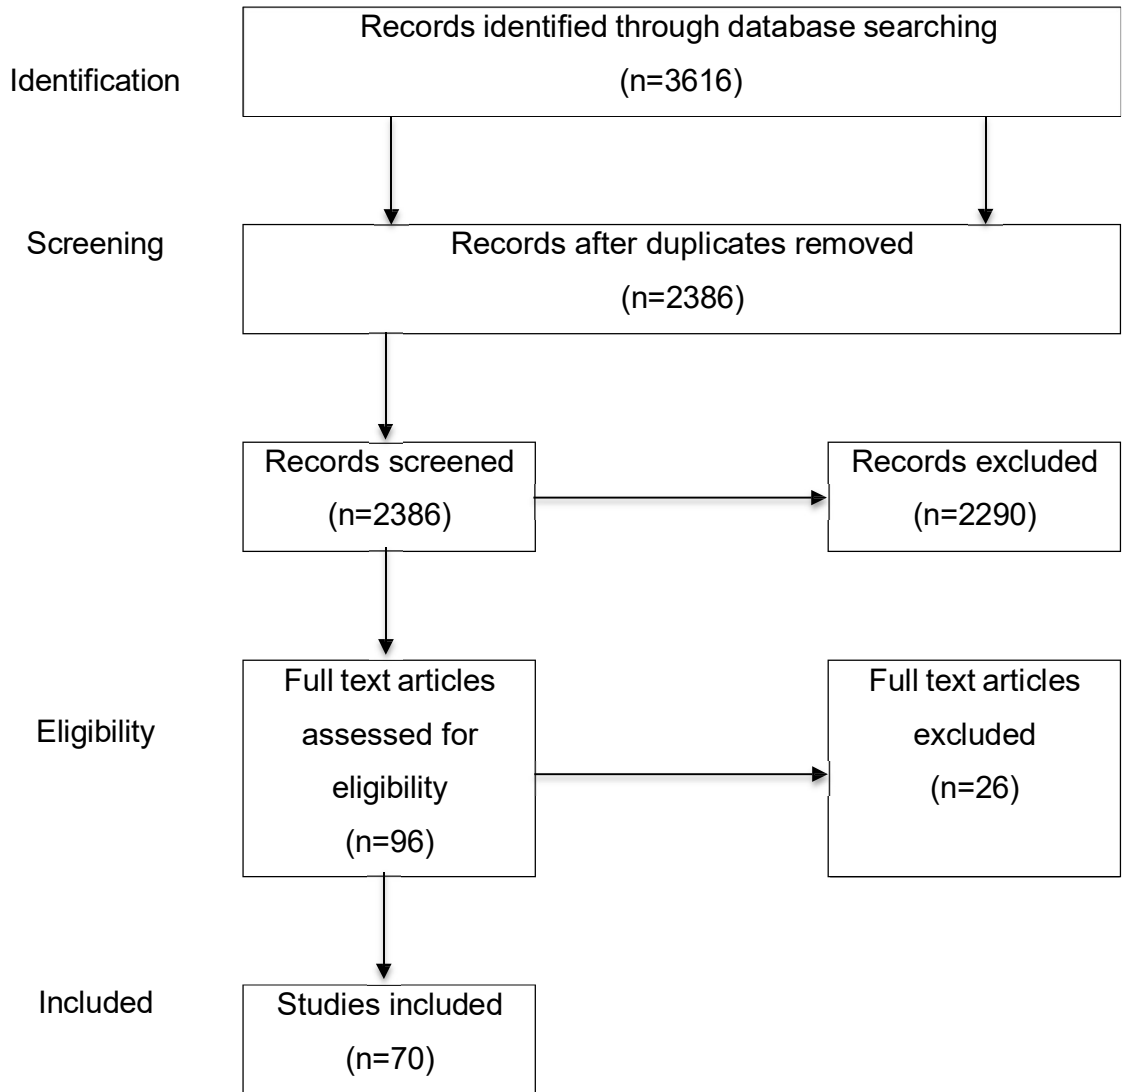 Records identified through database searching
(n=3616)
Identification
Screening
Records after duplicates removed
(n=2386)
Records screened
(n=2386)
Records excluded
(n=2290)
Eligibility
Full text articles
assessed for
eligibility
(n=96)
Full text articles
excluded
(n=26)
Included
Studies included
(n=70)